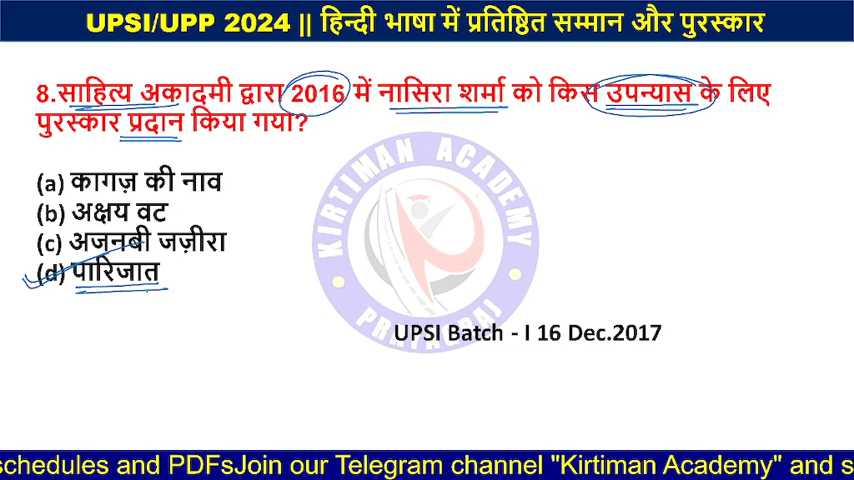 UPSI/UPP 2024 || हिन्दी भाषा में प्रतिष्ठित सम्मान और पुरस्कार
8.साहित्य अकादमी द्वारा 2016 में नासिरा शर्मा को किस उपन्यास के लिए
पुरस्कार प्रदान किया गया?
(a) कागज़ की नाव
(b) अक्षय वट
(c) अजनबी जज़ीरा
(d) पारिजात
KIRTIMAN ACADEMY
PRAYAGRAJ
UPSI Batch - I 16 Dec.2017
schedules and PDFsJoin our Telegram channel "Kirtiman Academy" and s